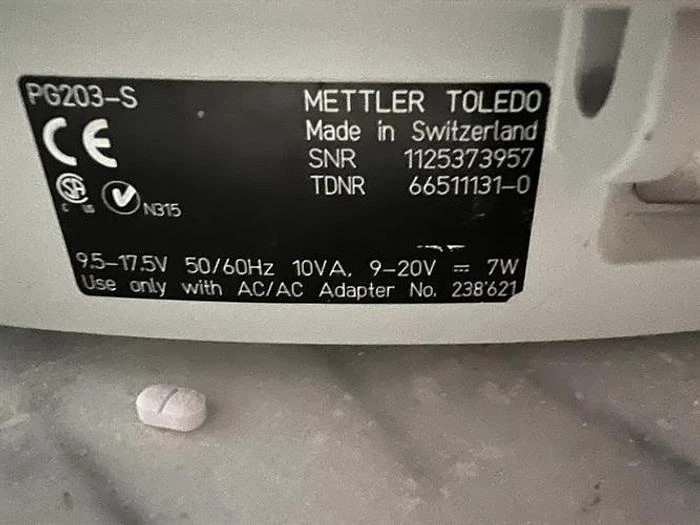 PG203-S
METTLER TOLEDO
Made in Switzerland
SNR 1125373957
TDNR 66511131-0
CE
C US
N315
9.5-17.5V 50/60Hz 10VA, 9-20V ⎓ 7W
Use only with AC/AC Adapter No. 238'621